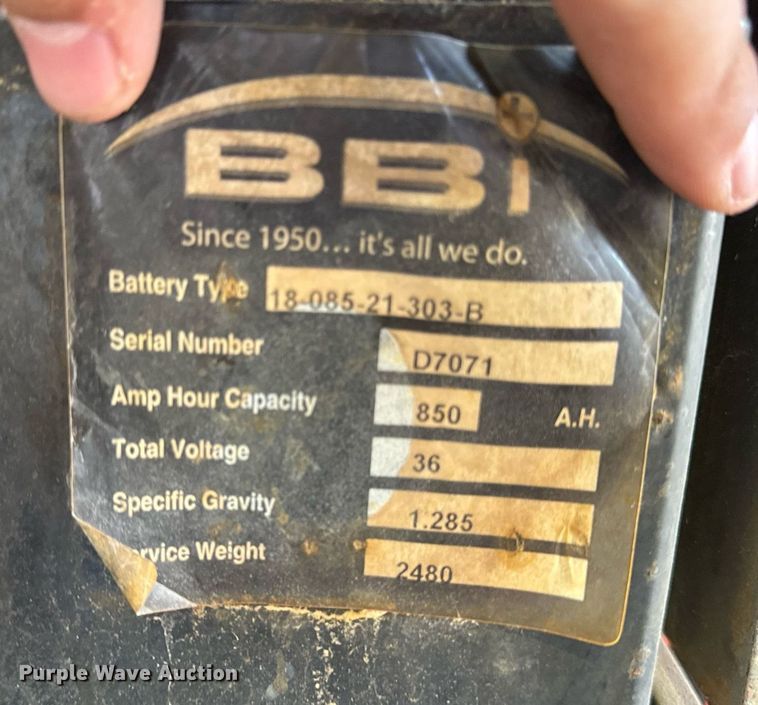 BBi
Since 1950... it's all we do.
Battery Type 18-085-21-303-B
Serial Number D7071
Amp Hour Capacity 850 A.H.
Total Voltage 36
Specific Gravity 1.285
rvice Weight 2480
Purple Wave Auction